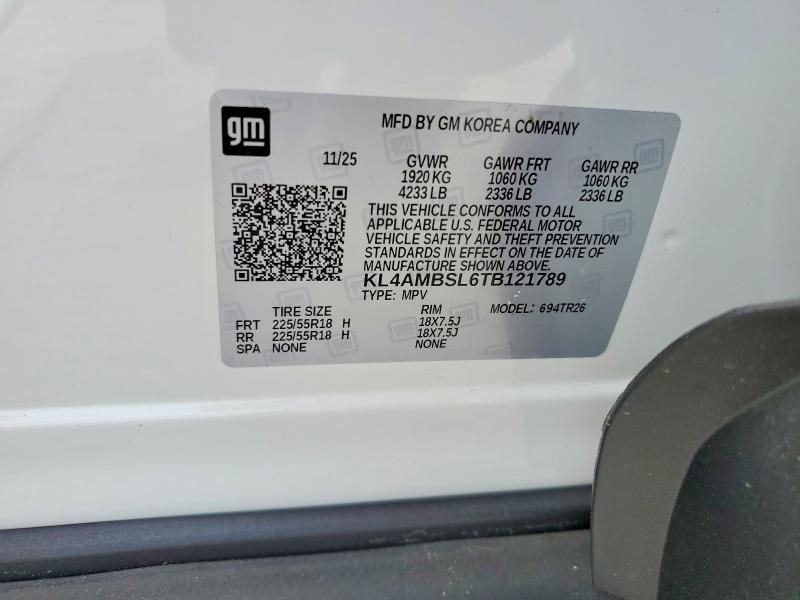 gm
MFD BY GM KOREA COMPANY
11/25 GVWR GAWR FRT GAWR RR
1920 KG 1060 KG 1060 KG
4233 LB 2336 LB 2336 LB
THIS VEHICLE CONFORMS TO ALL
APPLICABLE U.S. FEDERAL MOTOR
VEHICLE SAFETY AND THEFT PREVENTION
STANDARDS IN EFFECT ON THE DATE OF
MANUFACTURE SHOWN ABOVE.
KL4AMBSL6TB121789
TYPE: MPV MODEL: 694TR26
TIRE SIZE RIM
FRT 225/55R18 H 18X7.5J
RR 225/55R18 H 18X7.5J
SPA NONE NONE